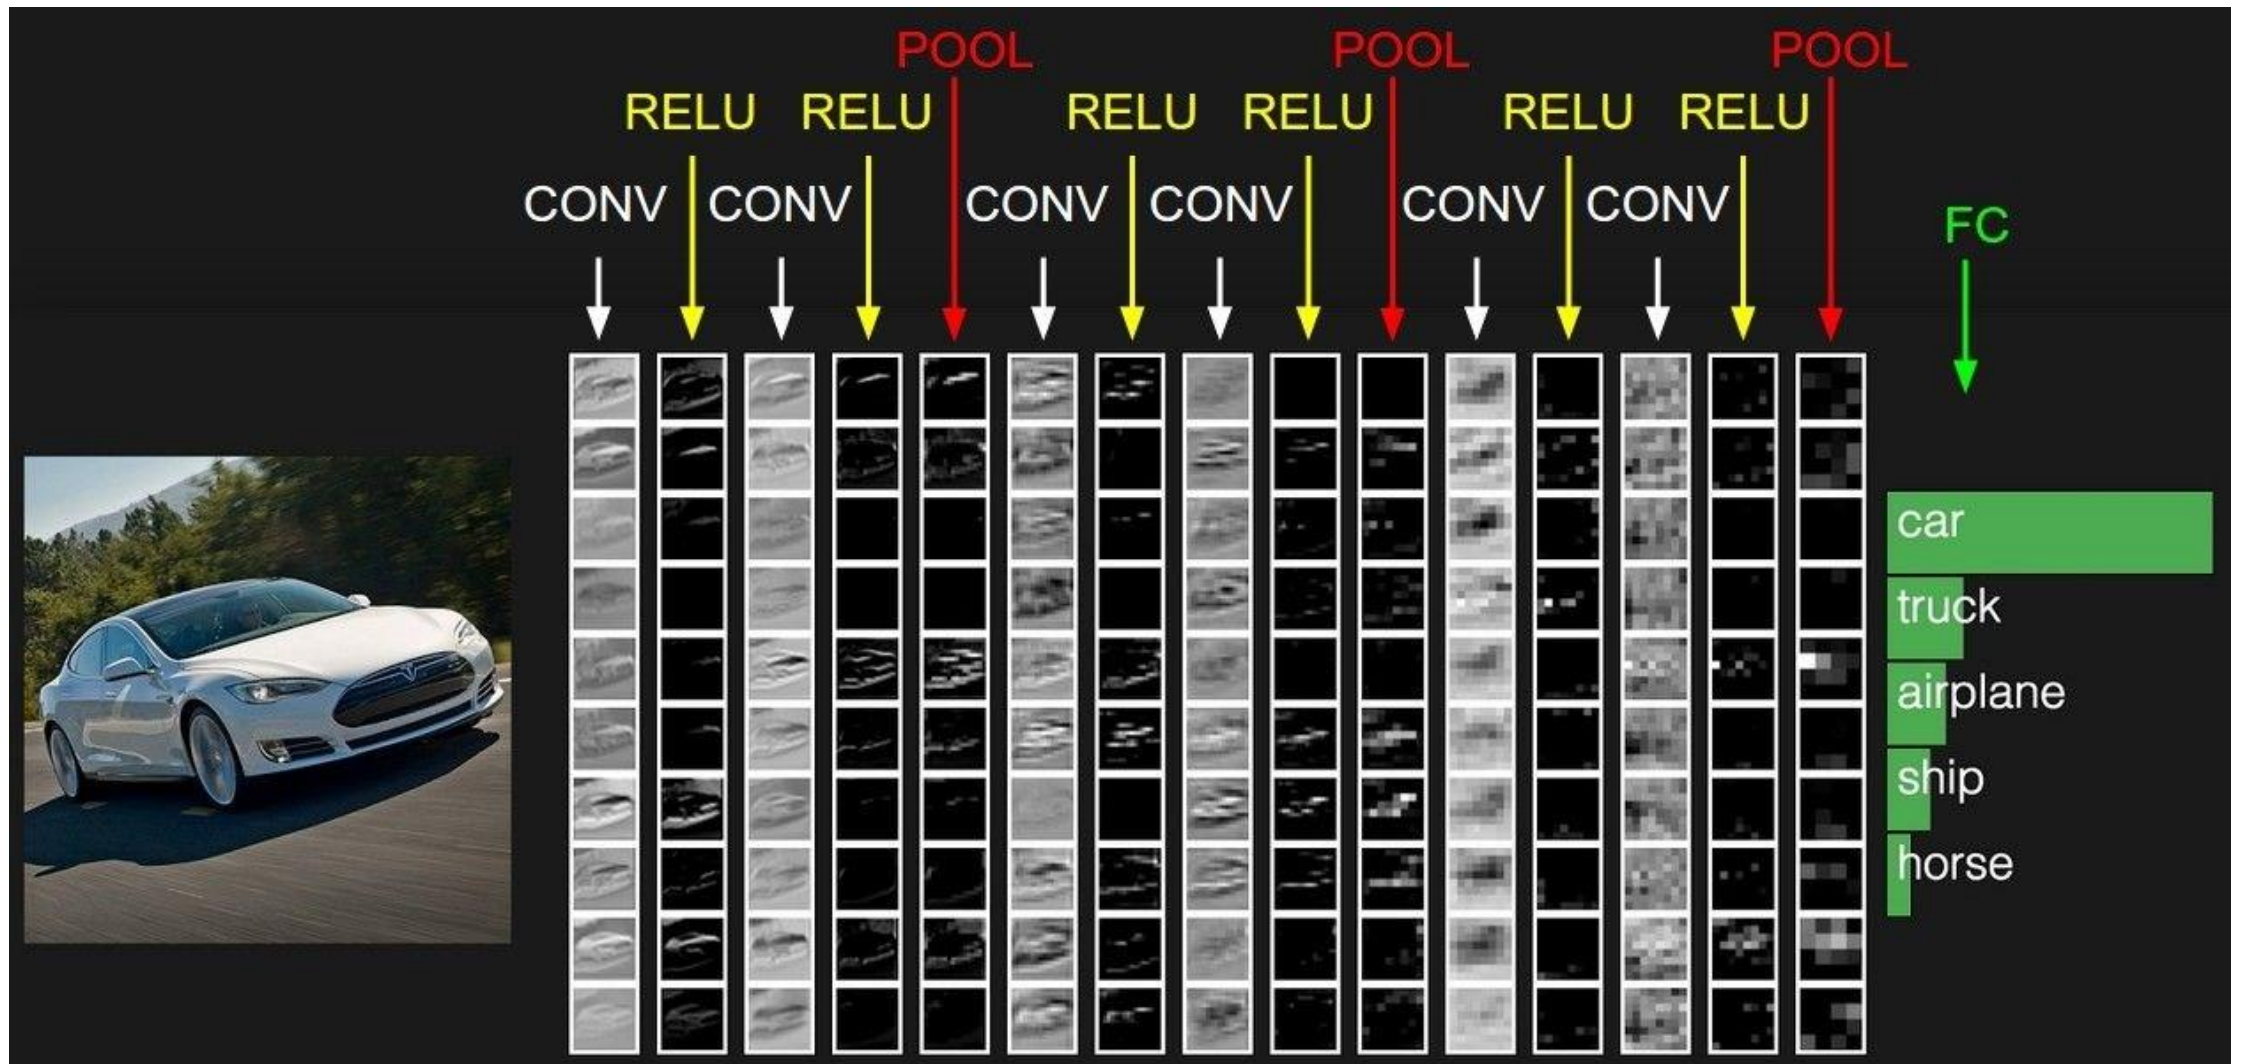 POOL POOL POOL
RELU RELU RELU RELU RELU RELU
CONV CONV CONV CONV CONV CONV
FC
car
truck
airplane
ship
horse